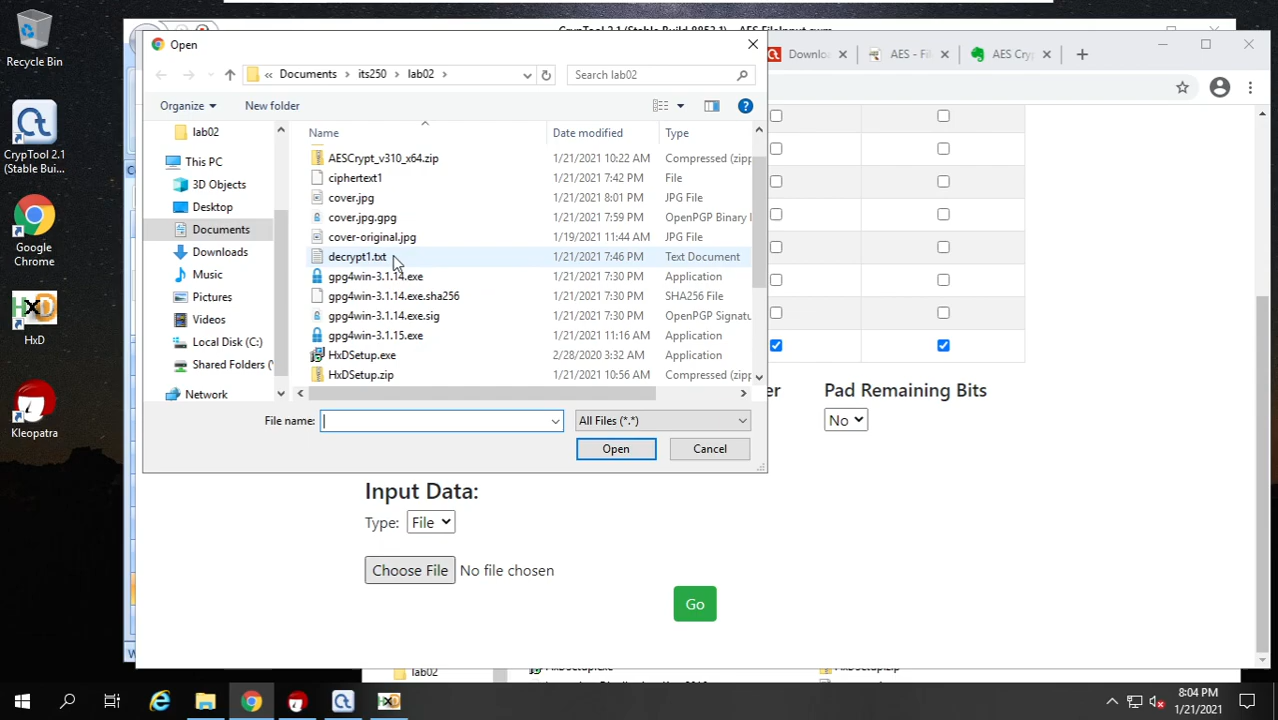 Recycle Bin
CrypTool 2.1
(Stable Bui...
Google
Chrome
HxD
Kleopatra
CrypTool 2.1 (Stable Build 8853.1)
Open
Downloa
AES - Fil
AES Cry
« Documents > its250 > lab02 >
Search lab02
Organize
New folder
lab02
This PC
3D Objects
Desktop
Documents
Downloads
Music
Pictures
Videos
Local Disk (C:)
Shared Folders (
Network
Name Date modified Type
AESCrypt_v310_x64.zip 1/21/2021 10:22 AM Compressed (zipp
ciphertext1 1/21/2021 7:42 PM File
cover.jpg 1/21/2021 8:01 PM JPG File
cover.jpg.gpg 1/21/2021 7:59 PM OpenPGP Binary
cover-original.jpg 1/19/2021 11:44 AM JPG File
decrypt1.txt 1/21/2021 7:46 PM Text Document
gpg4win-3.1.14.exe 1/21/2021 7:30 PM Application
gpg4win-3.1.14.exe.sha256 1/21/2021 7:30 PM SHA256 File
gpg4win-3.1.14.exe.sig 1/21/2021 7:30 PM OpenPGP Signatu
gpg4win-3.1.15.exe 1/21/2021 11:16 AM Application
HxDSetup.exe 2/28/2020 3:32 AM Application
HxDSetup.zip 1/21/2021 10:56 AM Compressed (zipp
File name:
All Files (*.*)
Open
Cancel
er
Pad Remaining Bits
No
Input Data:
Type: File
Choose File No file chosen
Go
lab02
8:04 PM
1/21/2021